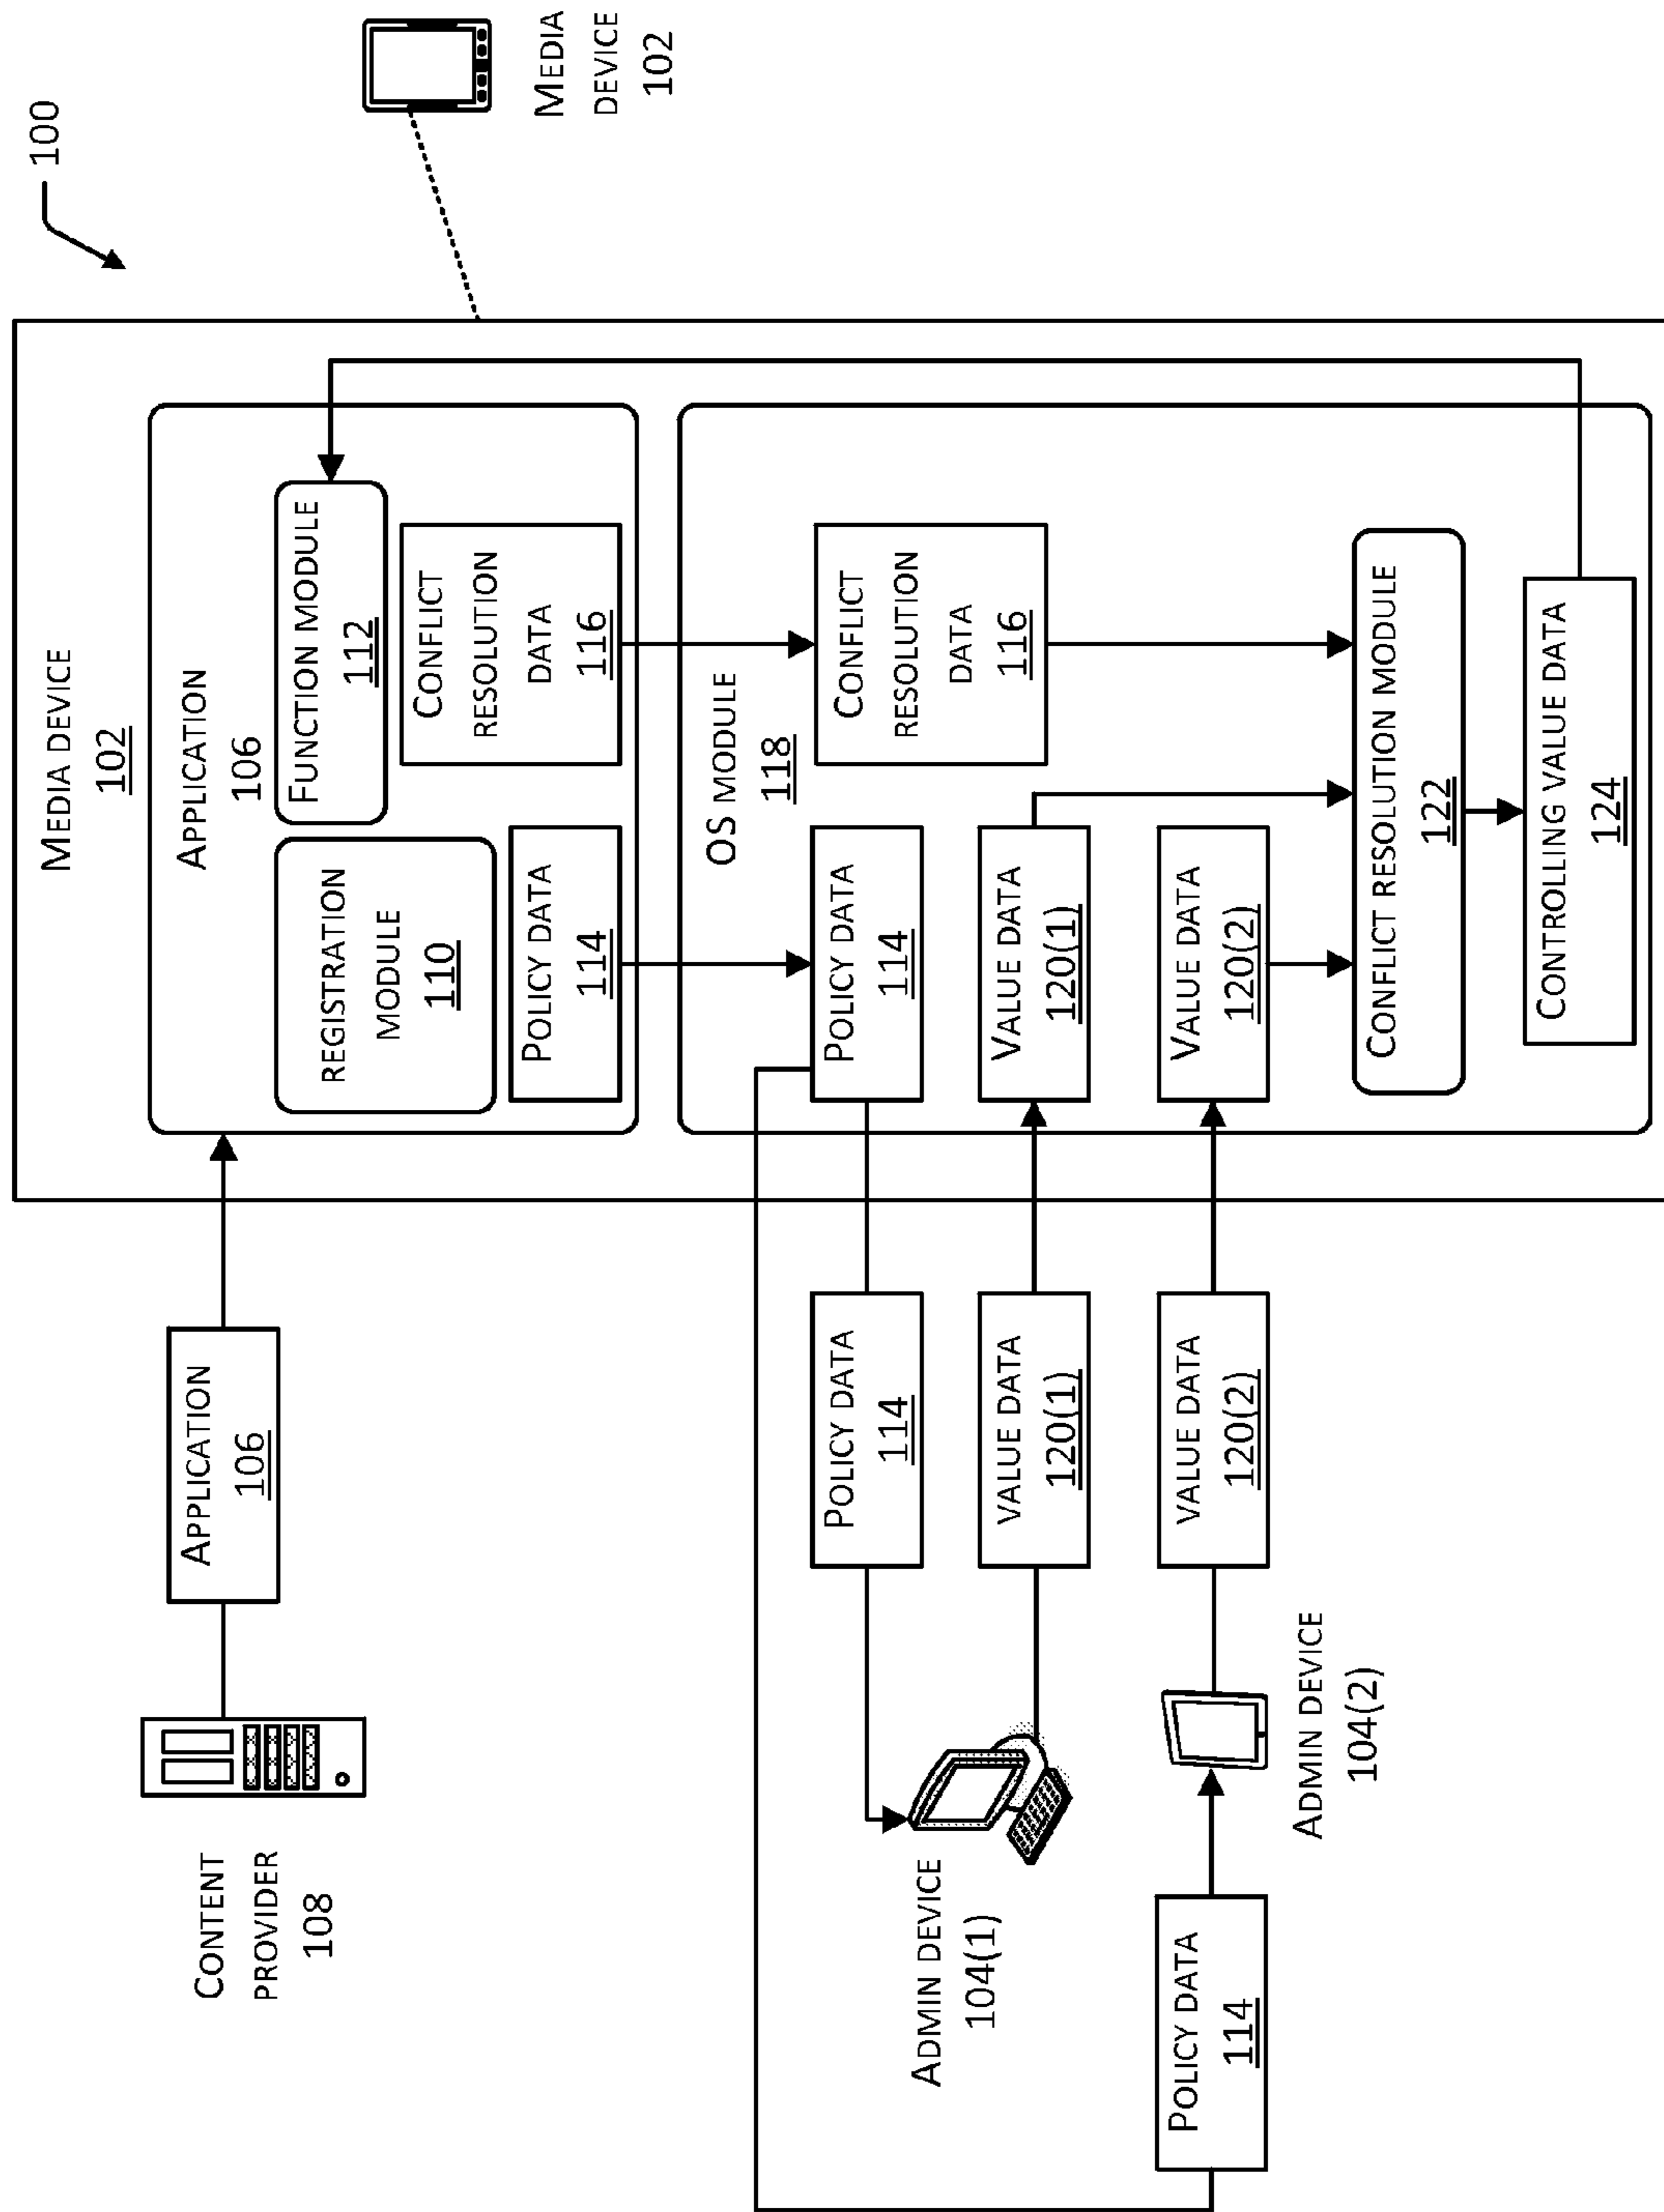 100
MEDIA
DEVICE
102
MEDIA DEVICE
102
APPLICATION
106
REGISTRATION
MODULE
110
FUNCTION MODULE
112
POLICY DATA
114
CONFLICT
RESOLUTION
DATA
116
OS MODULE
118
POLICY DATA
114
CONFLICT
RESOLUTION
DATA
116
VALUE DATA
120(1)
VALUE DATA
120(2)
CONFLICT RESOLUTION MODULE
122
CONTROLLING VALUE DATA
124
CONTENT
PROVIDER
108
APPLICATION
106
POLICY DATA
114
VALUE DATA
120(1)
VALUE DATA
120(2)
ADMIN DEVICE
104(1)
ADMIN DEVICE
104(2)
POLICY DATA
114